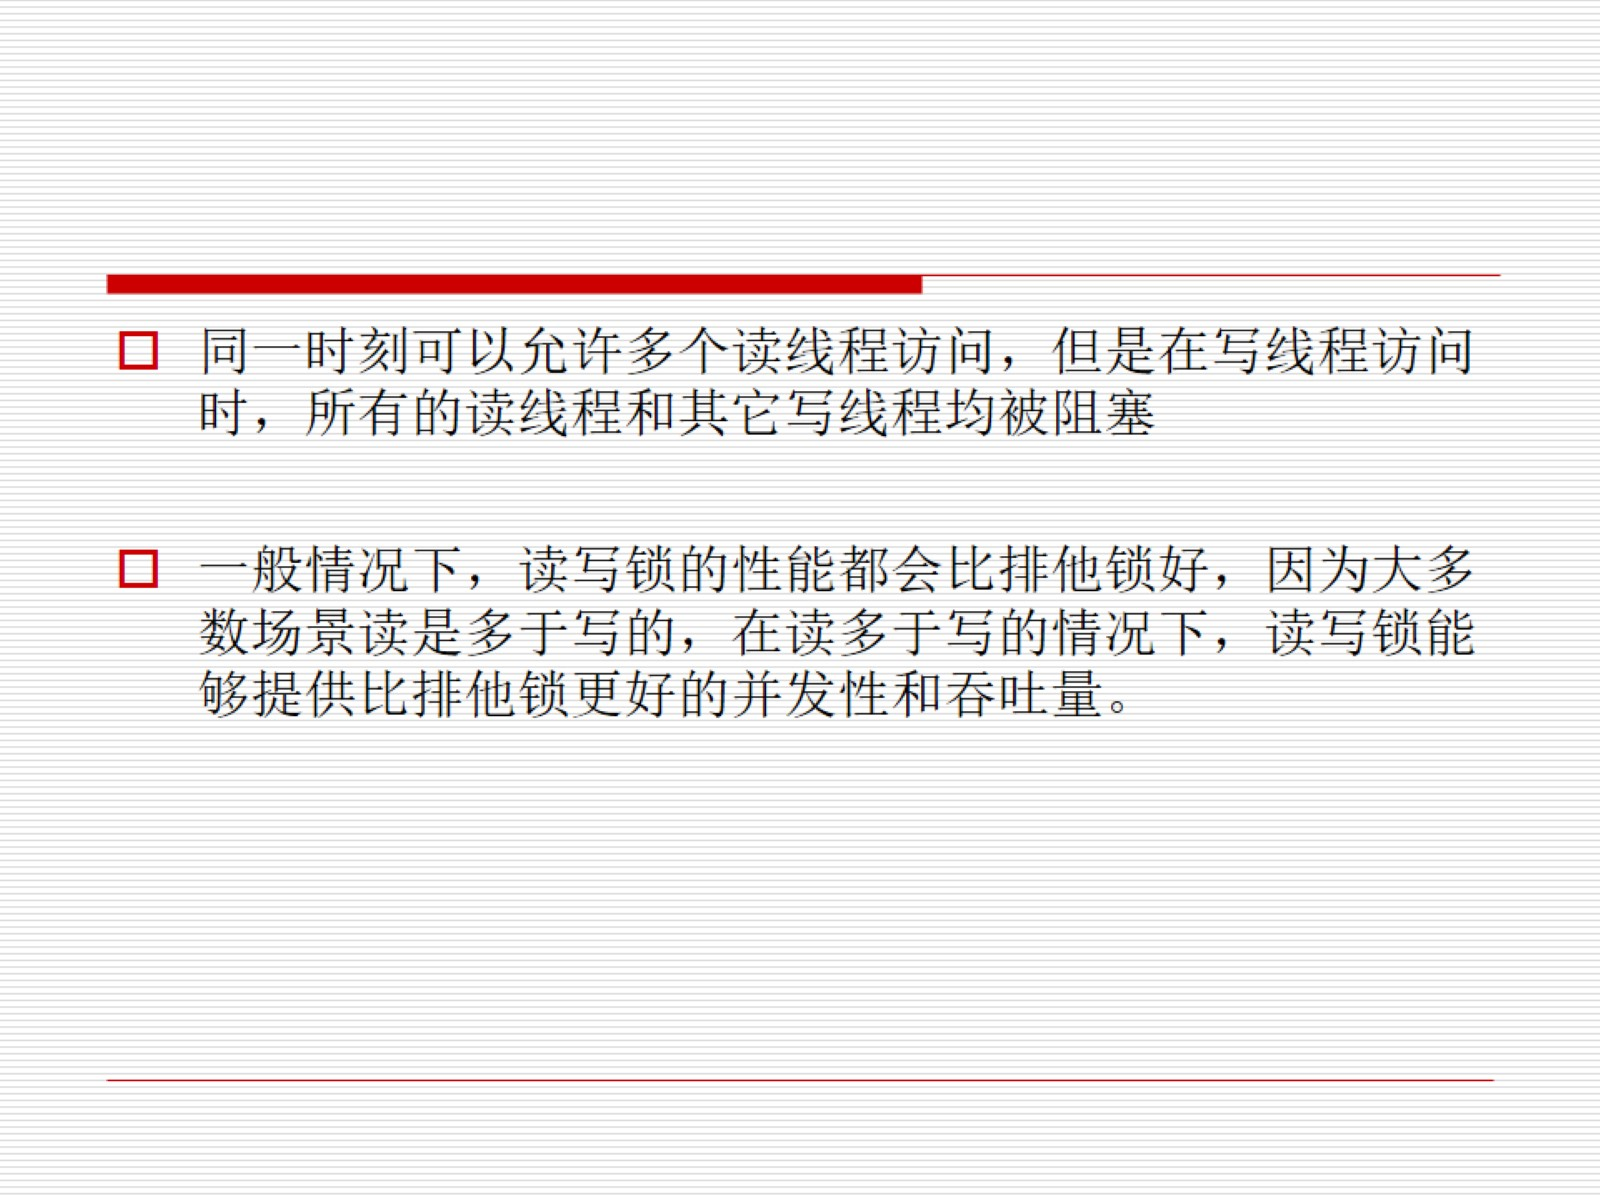 同一时刻可以允许多个读线程访问，但是在写线程访问
时，所有的读线程和其它写线程均被阻塞
一般情况下，读写锁的性能都会比排他锁好，因为大多
数场景读是多于写的，在读多于写的情况下，读写锁能
够提供比排他锁更好的并发性和吞吐量。